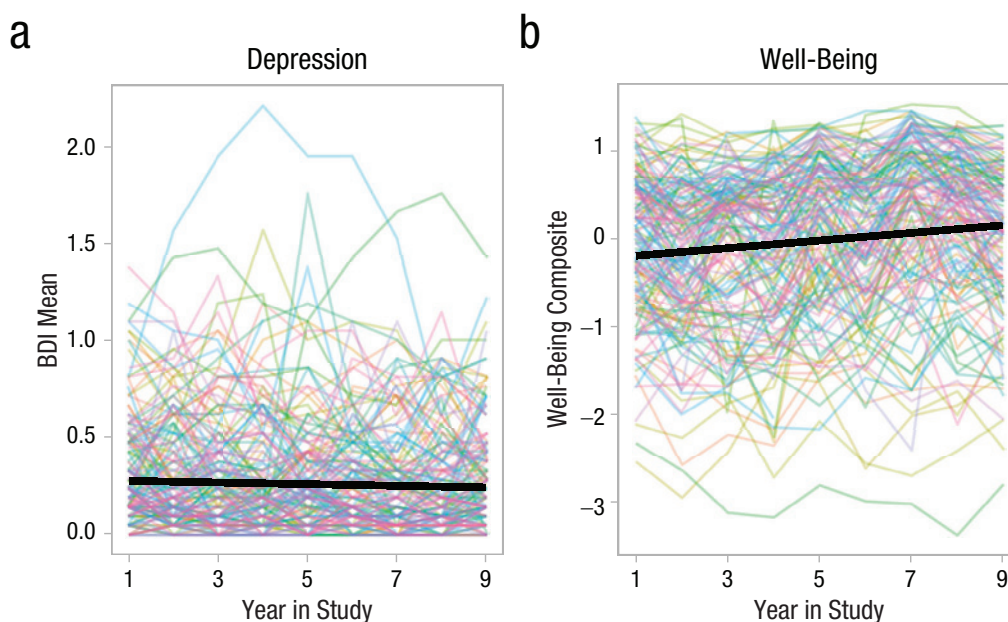 a
Depression
BDI Mean
2.0
1.5
1.0
0.5
0.0
1 3 5 7 9
Year in Study
b
Well-Being
Well-Being Composite
1
0
−1
−2
−3
1 3 5 7 9
Year in Study